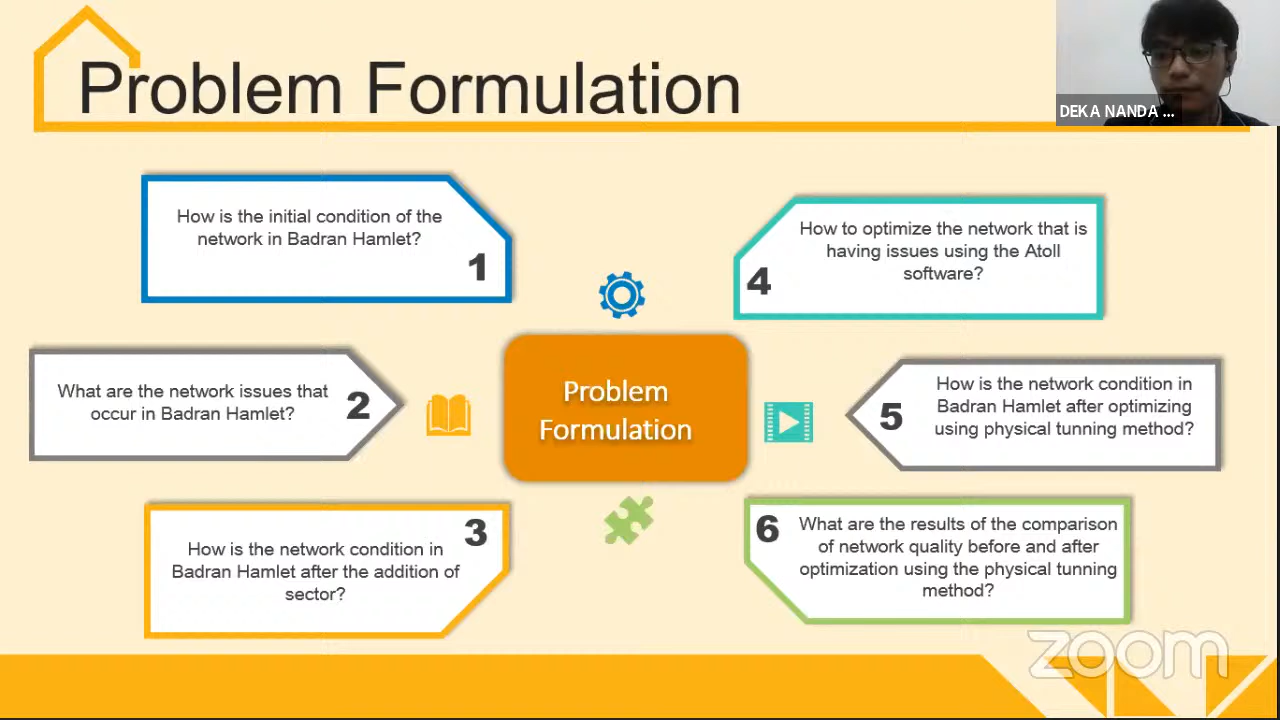 Problem Formulation
DEKA NANDA ...
How is the initial condition of the
network in Badran Hamlet?
1
What are the network issues that
occur in Badran Hamlet?
2
3
How is the network condition in
Badran Hamlet after the addition of
sector?
Problem
Formulation
How to optimize the network that is
having issues using the Atoll
software?
4
5
How is the network condition in
Badran Hamlet after optimizing
using physical tunning method?
6
What are the results of the comparison
of network quality before and after
optimization using the physical tunning
method?
zoom